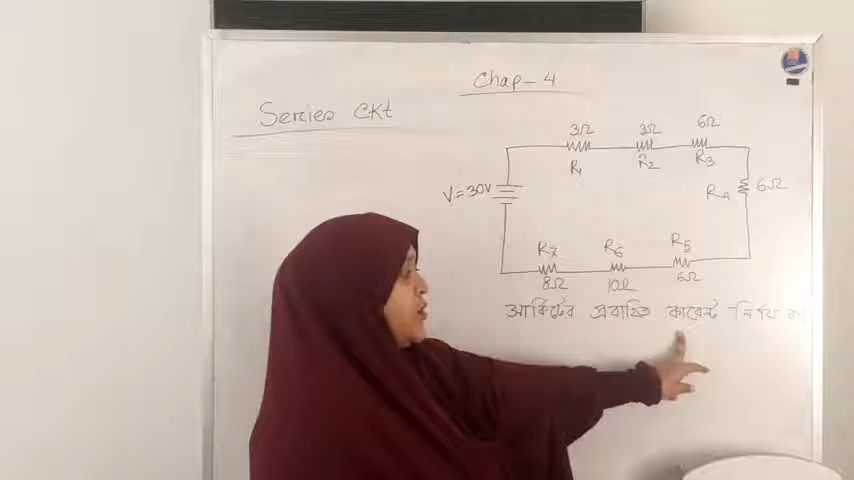 Chap-4
Series CKt
3Ω 3Ω 6Ω
R1 R2 R3
V=30V
R4 6Ω
R7 R6 R5
8Ω 10Ω 6Ω
সার্কিটের প্রবাহিত কারেন্ট নির্ণয়